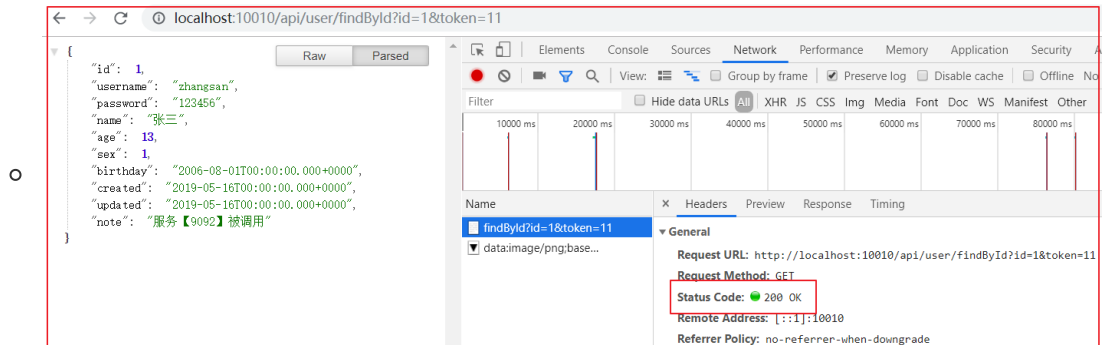 localhost:10010/api/user/findById?id=1&token=11
Raw Parsed
{
"id": 1,
"username": "zhangsan",
"password": "123456",
"name": "张三",
"age": 13,
"sex": 1,
"birthday": "2006-08-01T00:00:00.000+0000",
"created": "2019-05-16T00:00:00.000+0000",
"updated": "2019-05-16T00:00:00.000+0000",
"note": "服务【9092】被调用"
}
Elements Console Sources Network Performance Memory Application Security
View: Group by frame Preserve log Disable cache Offline No
Filter Hide data URLs All XHR JS CSS Img Media Font Doc WS Manifest Other
10000 ms 20000 ms 30000 ms 40000 ms 50000 ms 60000 ms 70000 ms 80000 ms
Name
findById?id=1&token=11
data:image/png;base...
× Headers Preview Response Timing
General
Request URL: http://localhost:10010/api/user/findById?id=1&token=11
Request Method: GET
Status Code: 200 OK
Remote Address: [::1]:10010
Referrer Policy: no-referrer-when-downgrade